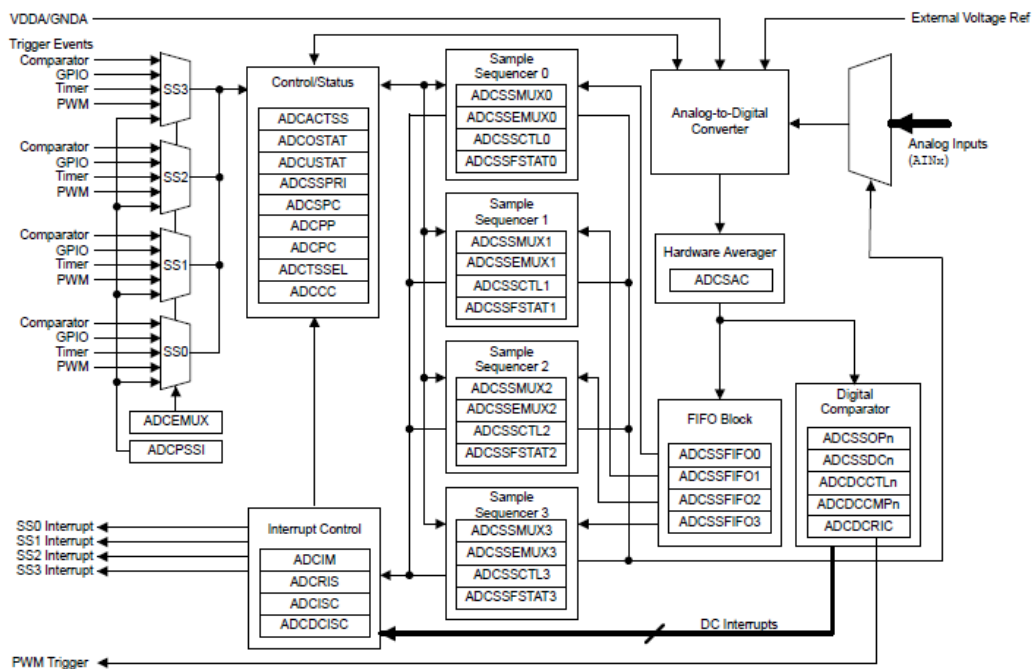 VDDA/GNDA
External Voltage Ref
Trigger Events
Comparator
GPIO
Timer
PWM
SS3
Comparator
GPIO
Timer
PWM
SS2
Comparator
GPIO
Timer
PWM
SS1
Comparator
GPIO
Timer
PWM
SS0
ADCEMUX
ADCPSSI
Control/Status
ADCACTSS
ADCOSTAT
ADCUSTAT
ADCSSPRI
ADCSPC
ADCPP
ADCPC
ADCTSSEL
ADCCC
Sample
Sequencer 0
ADCSSMUX0
ADCSSEMUX0
ADCSSCTL0
ADCSSFSTAT0
Sample
Sequencer 1
ADCSSMUX1
ADCSSEMUX1
ADCSSCTL1
ADCSSFSTAT1
Sample
Sequencer 2
ADCSSMUX2
ADCSSEMUX2
ADCSSCTL2
ADCSSFSTAT2
Sample
Sequencer 3
ADCSSMUX3
ADCSSEMUX3
ADCSSCTL3
ADCSSFSTAT3
Analog-to-Digital
Converter
Analog Inputs
(AINx)
Hardware Averager
ADCSAC
FIFO Block
ADCSSFIFO0
ADCSSFIFO1
ADCSSFIFO2
ADCSSFIFO3
Digital
Comparator
ADCSSOPn
ADCSSDCn
ADCDCCTLn
ADCDCCMPn
ADCDCRIC
SS0 Interrupt
SS1 Interrupt
SS2 Interrupt
SS3 Interrupt
Interrupt Control
ADCIM
ADCRIS
ADCISC
ADCDCISC
DC Interrupts
PWM Trigger